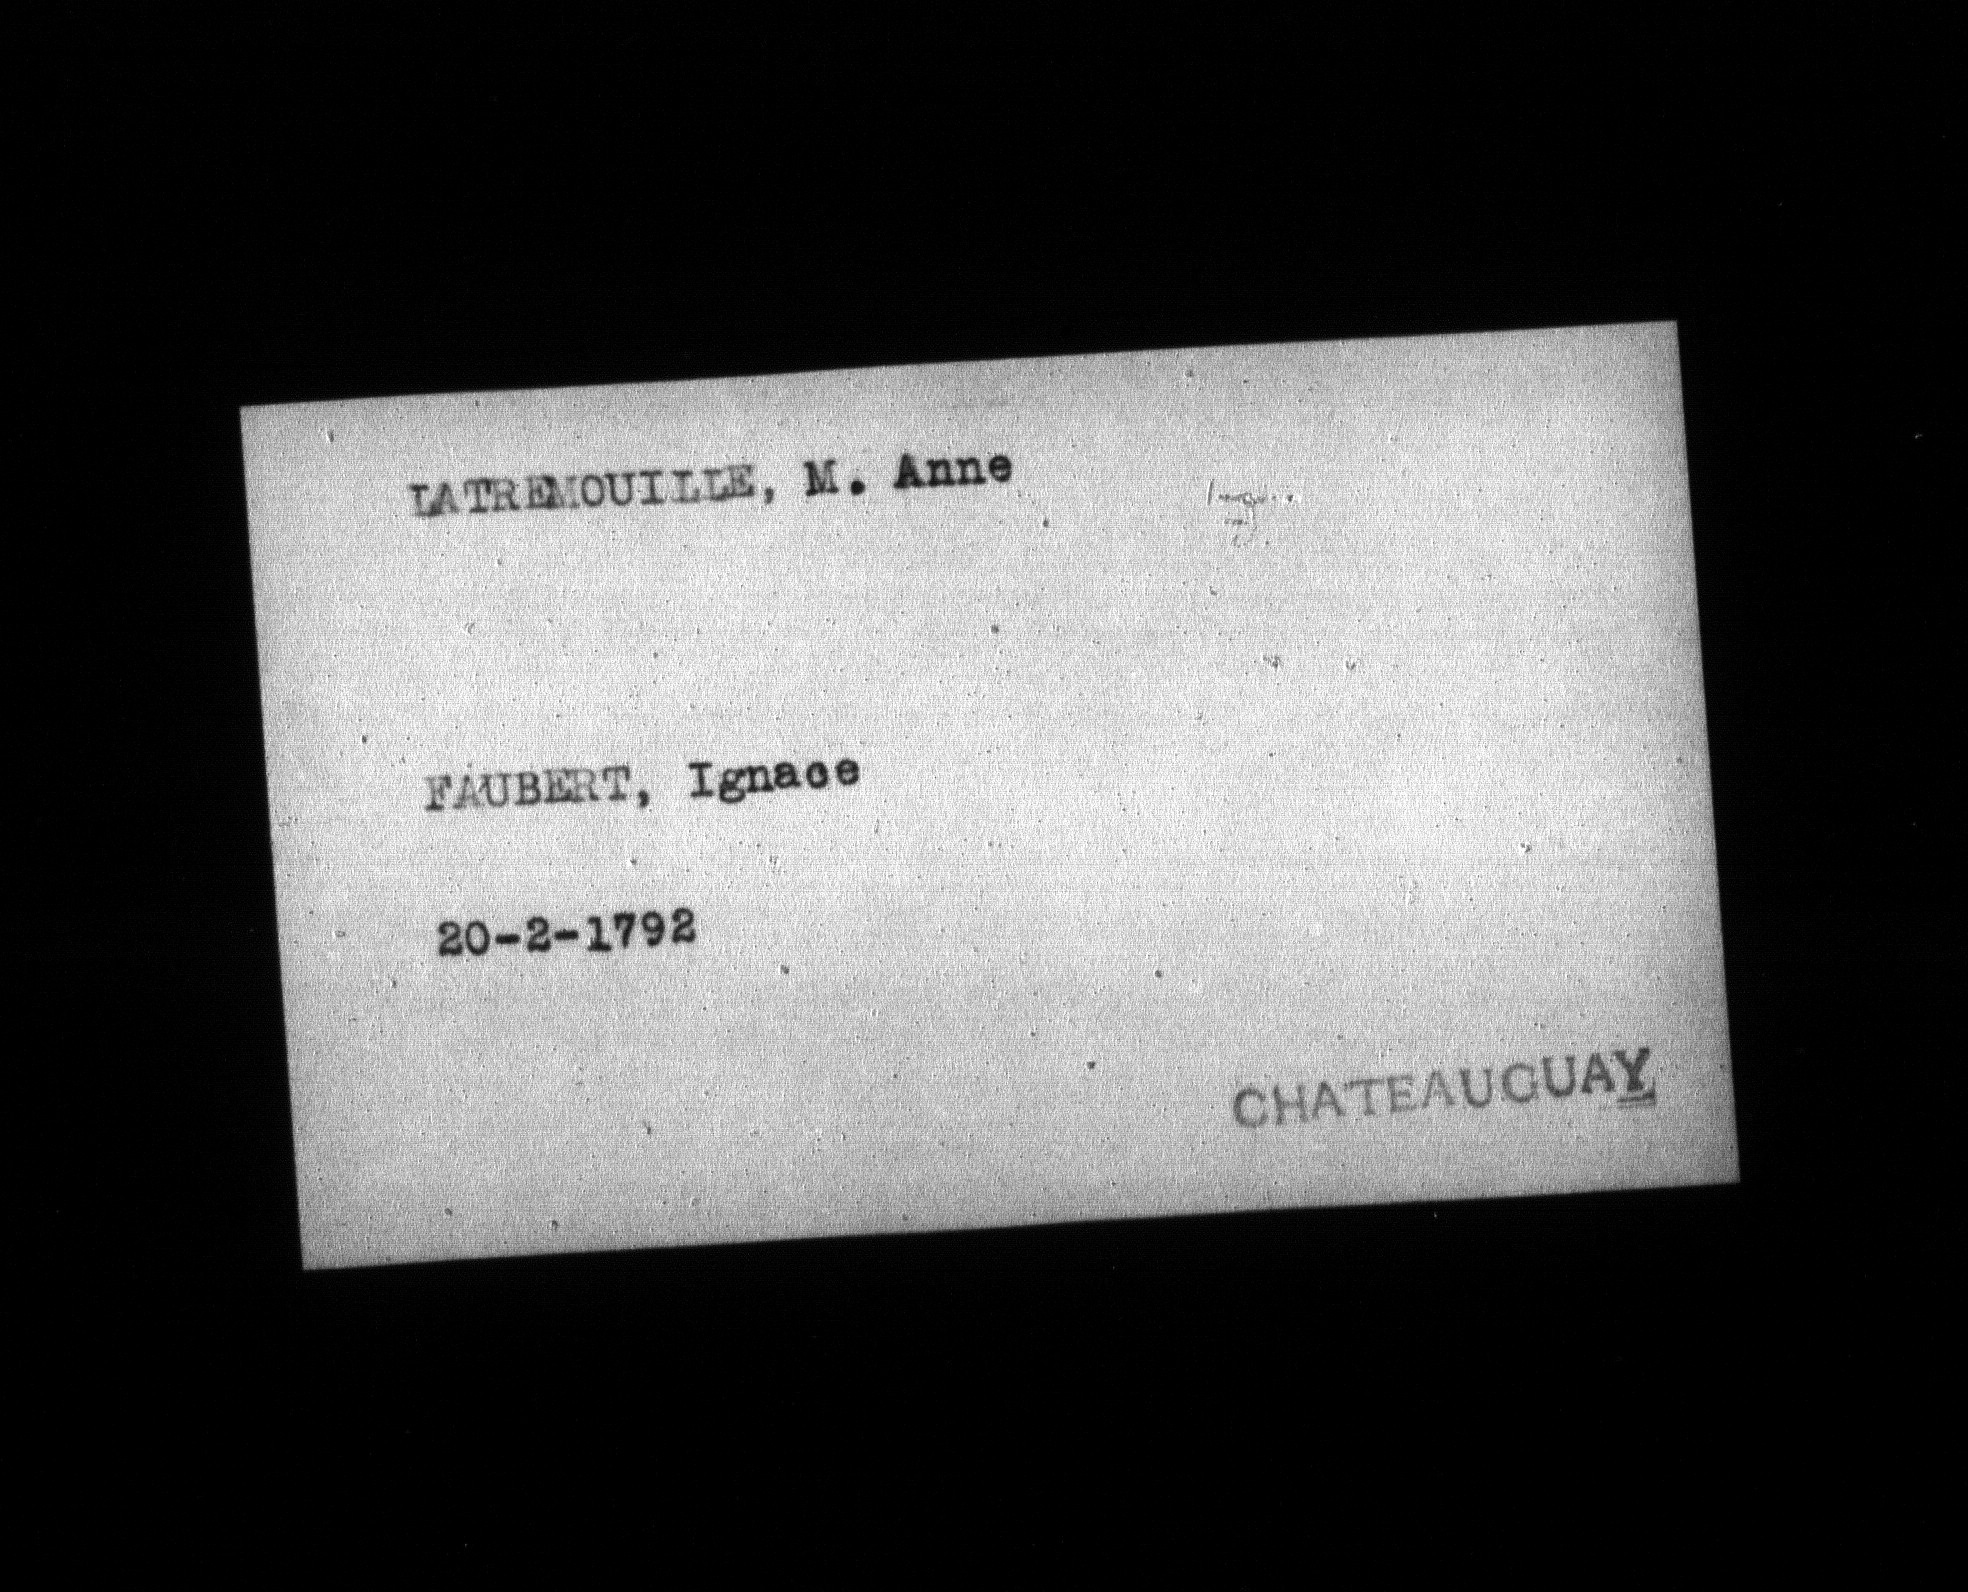 LATREMOUILLE, M. Anne
FAUBERT, Ignace
20-2-1792
CHATEAUGUAY